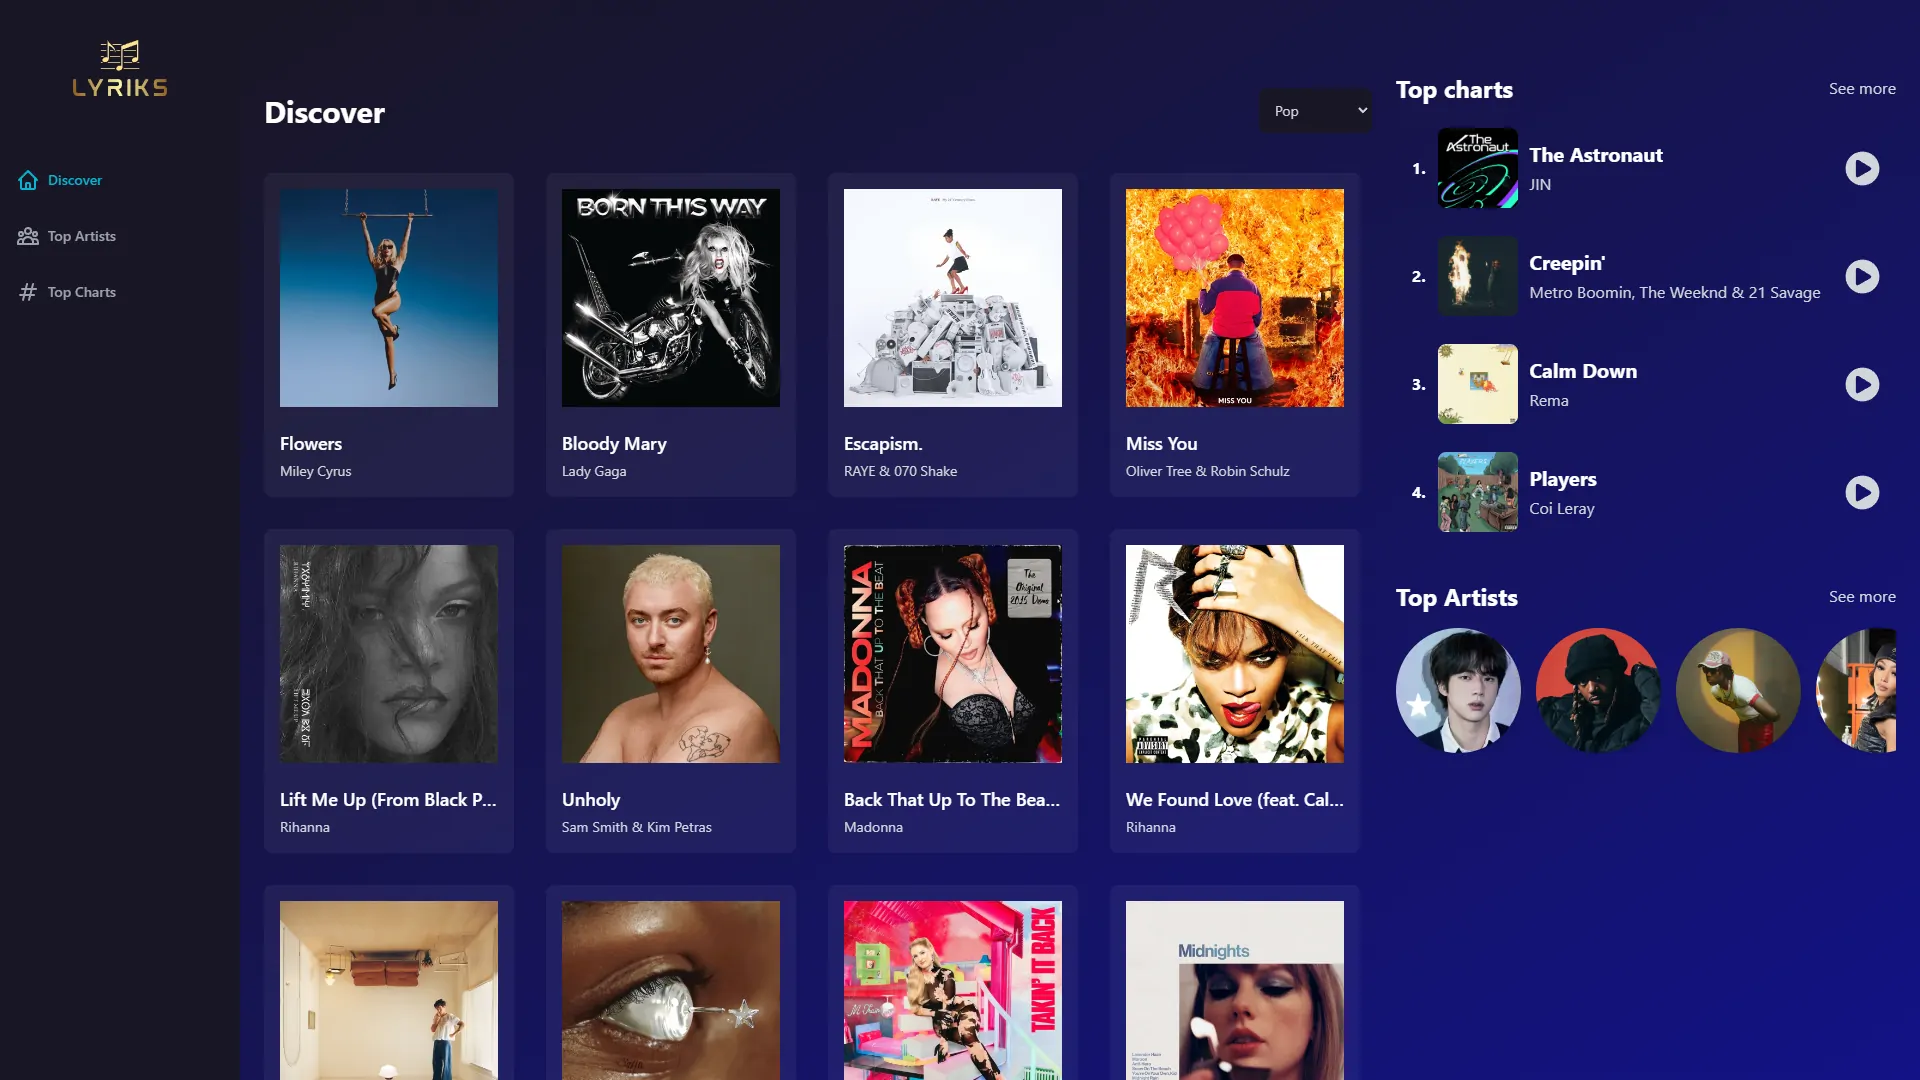 LYRIKS
Discover
Top Artists
Top Charts
Discover
Pop
BORN THIS WAY
MISS YOU
Flowers
Miley Cyrus
Bloody Mary
Lady Gaga
Escapism.
RAYE & 070 Shake
Miss You
Oliver Tree & Robin Schulz
MADONNA
BACK THAT UP TO THE BEAT
The
Original
2015 Demo
PARENTAL
ADVISORY
EXPLICIT CONTENT
Lift Me Up (From Black P...
Rihanna
Unholy
Sam Smith & Kim Petras
Back That Up To The Bea...
Madonna
We Found Love (feat. Cal...
Rihanna
TAKIN' IT BACK
Midnights
Top charts
See more
1.
The
Astronaut
The Astronaut
JIN
2.
Creepin'
Metro Boomin, The Weeknd & 21 Savage
3.
Calm Down
Rema
4.
Players
Coi Leray
Top Artists
See more